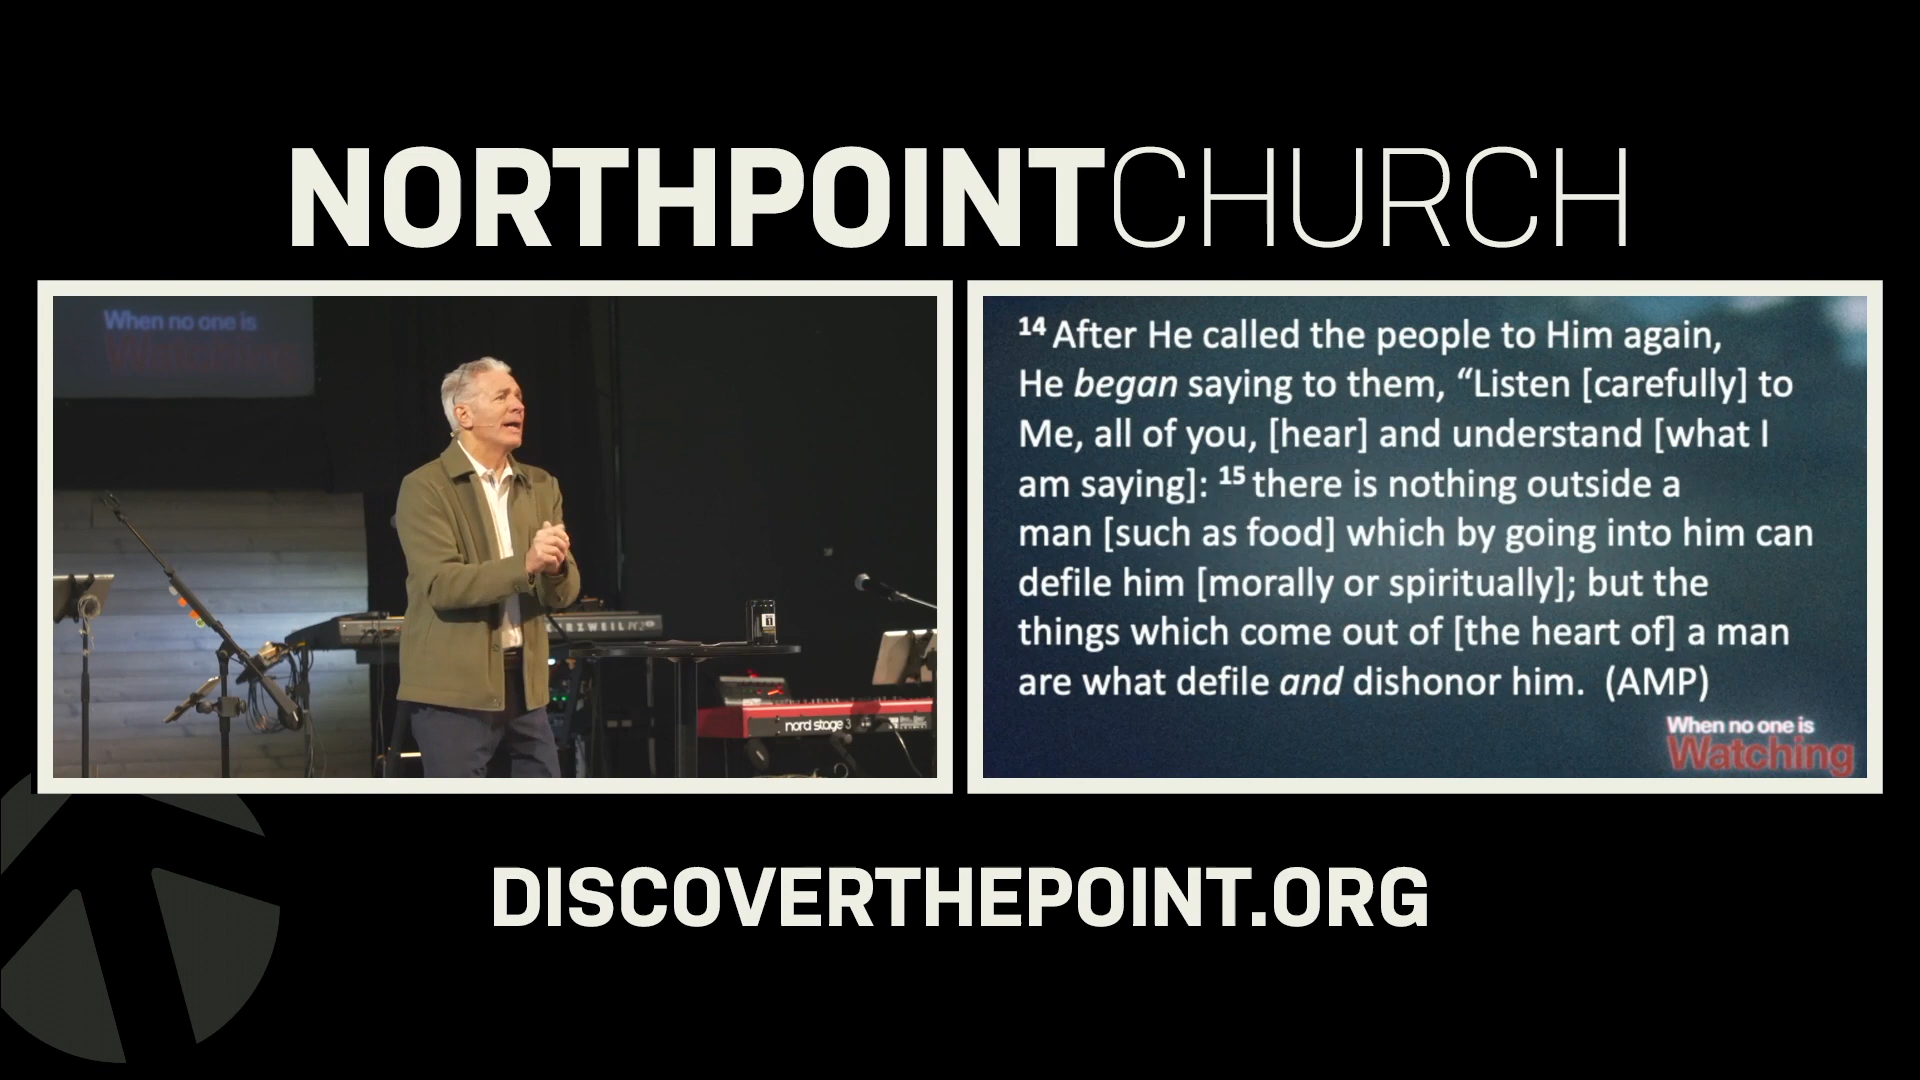 NORTHPOINTCHURCH
When no one is
Watching
KURZWEIL
nord stage 3
14 After He called the people to Him again,
He began saying to them, “Listen [carefully] to
Me, all of you, [hear] and understand [what I
am saying]: 15 there is nothing outside a
man [such as food] which by going into him can
defile him [morally or spiritually]; but the
things which come out of [the heart of] a man
are what defile and dishonor him. (AMP)
When no one is
Watching
DISCOVERTHEPOINT.ORG